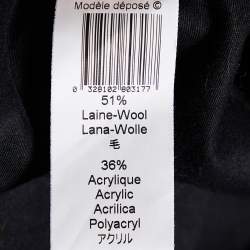 Modèle déposé ©
0 328102 803177
51%
Laine-Wool
Lana-Wolle
毛
36%
Acrylique
Acrylic
Acrilica
Polyacryl
アクリル